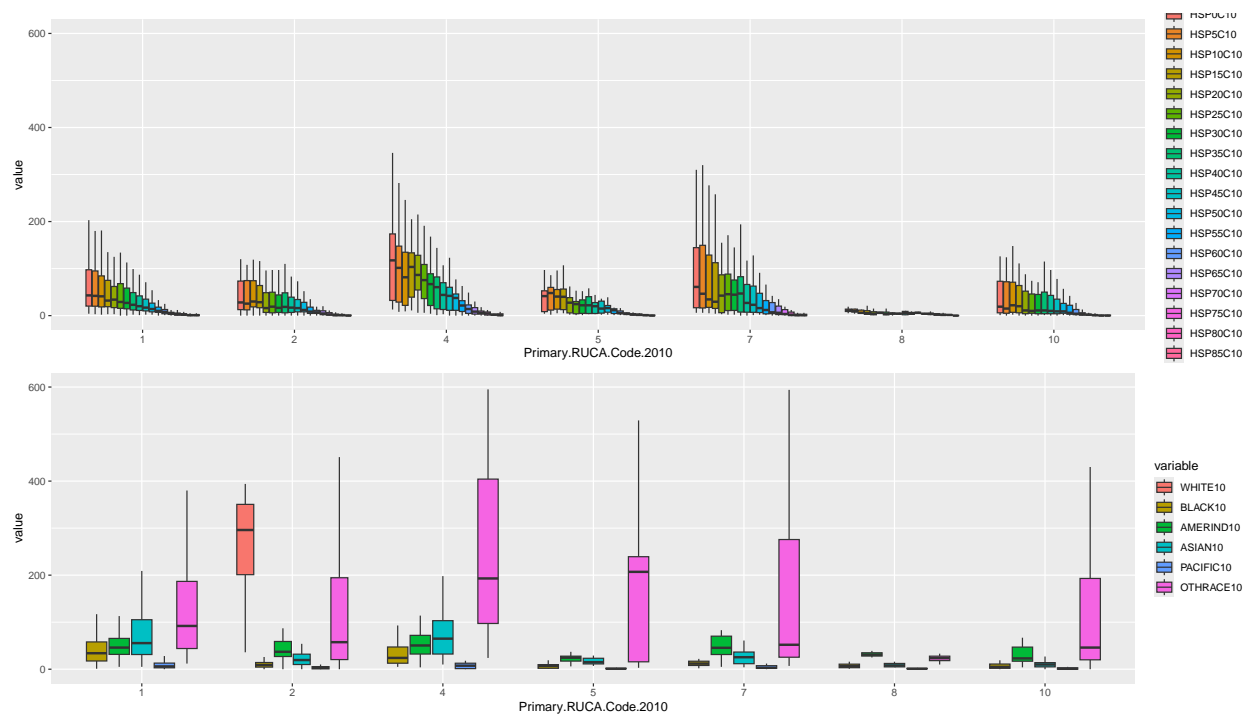 value
600
400
200
0
1
2
4
5
7
8
10
Primary.RUCA.Code.2010
HSP0C10
HSP5C10
HSP10C10
HSP15C10
HSP20C10
HSP25C10
HSP30C10
HSP35C10
HSP40C10
HSP45C10
HSP50C10
HSP55C10
HSP60C10
HSP65C10
HSP70C10
HSP75C10
HSP80C10
HSP85C10
value
600
400
200
0
1
2
4
5
7
8
10
Primary.RUCA.Code.2010
variable
WHITE10
BLACK10
AMERIND10
ASIAN10
PACIFIC10
OTHRACE10